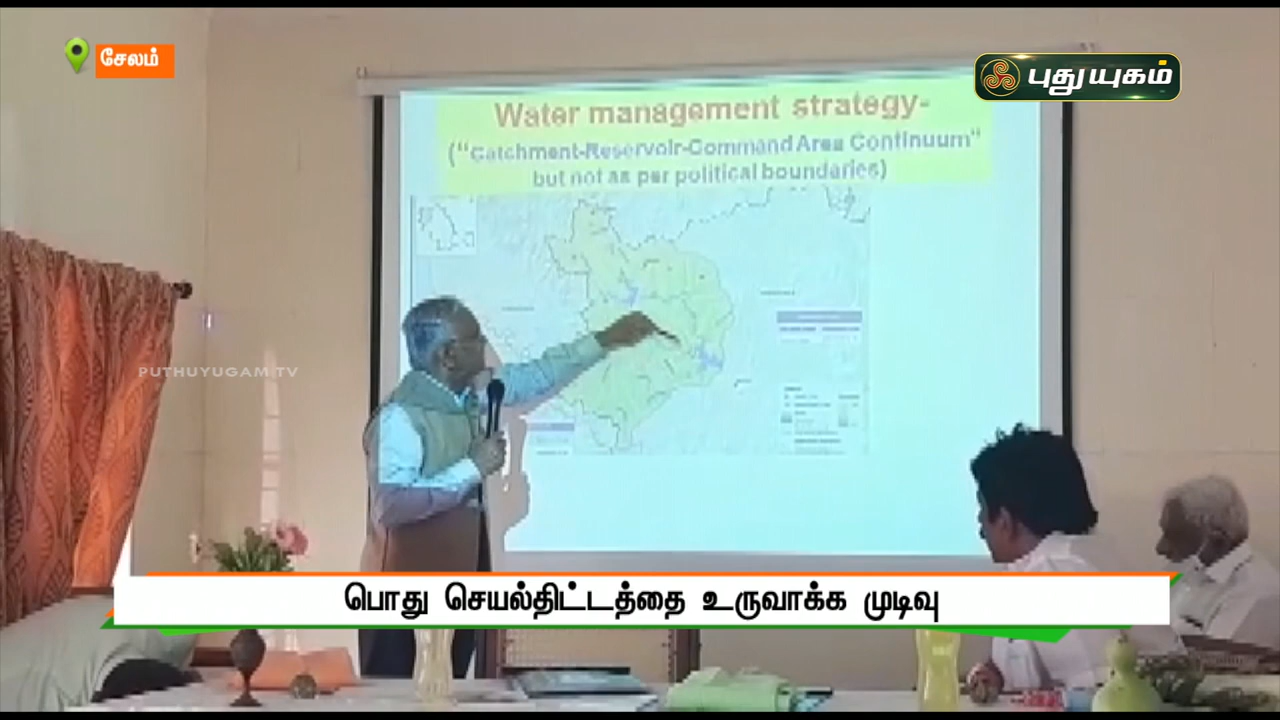 சேலம்
புதுயுகம்
Water management strategy-
("Catchment-Reservoir-Command Area Continuum"
but not as per political boundaries)
PUTHUYUGAM TV
பொது செயல்திட்டத்தை உருவாக்க முடிவு